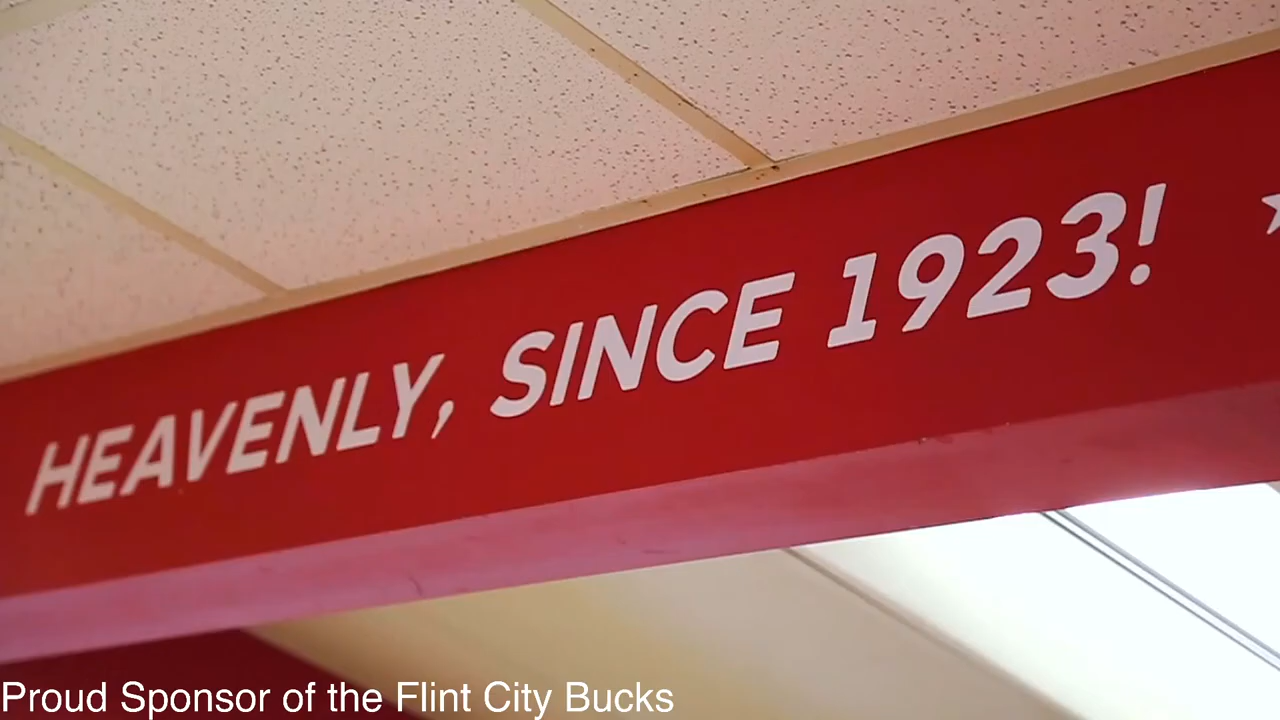 HEAVENLY, SINCE 1923!
Proud Sponsor of the Flint City Bucks